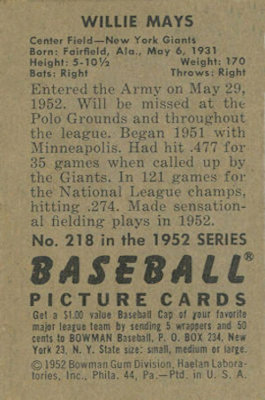 WILLIE MAYS
Center Field—New York Giants
Born: Fairfield, Ala., May 6, 1931
Height: 5-10½ Weight: 170
Bats: Right Throws: Right
Entered the Army on May 29,
1952. Will be missed at the
Polo Grounds and throughout
the league. Began 1951 with
Minneapolis. Had hit .477 for
35 games when called up by
the Giants. In 121 games for
the National League champs,
hitting .274. Made sensation-
al fielding plays in 1952.
No. 218 in the 1952 SERIES
BASEBALL®
PICTURE CARDS
Get a $1.00 value Baseball Cap of your favorite
major league team by sending 5 wrappers and 50
cents to BOWMAN Baseball, P. O. BOX 234, New
York 23, N. Y. State size: small, medium or large.
©1952 Bowman Gum Division, Haelan Labora-
tories, Inc., Phila. 44, Pa.—Ptd. in U. S. A.